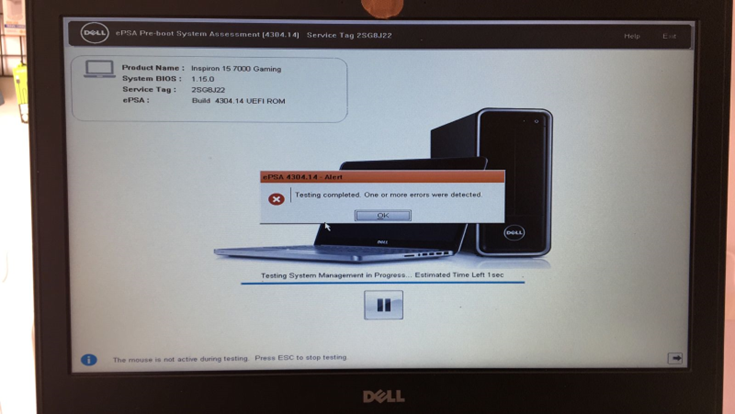 DELL ePSA Pre-boot System Assessment (4304.14) Service Tag 2SG8J22 Help Exit
Product Name : Inspiron 15 7000 Gaming
System BIOS : 1.15.0
Service Tag : 2SG8J22
ePSA : Build 4304.14 UEFI ROM
ePSA 4304.14 - Alert
Testing completed. One or more errors were detected.
OK
DELL
DELL
Testing System Management in Progress... Estimated Time Left 1sec
The mouse is not active during testing. Press ESC to stop testing
DELL